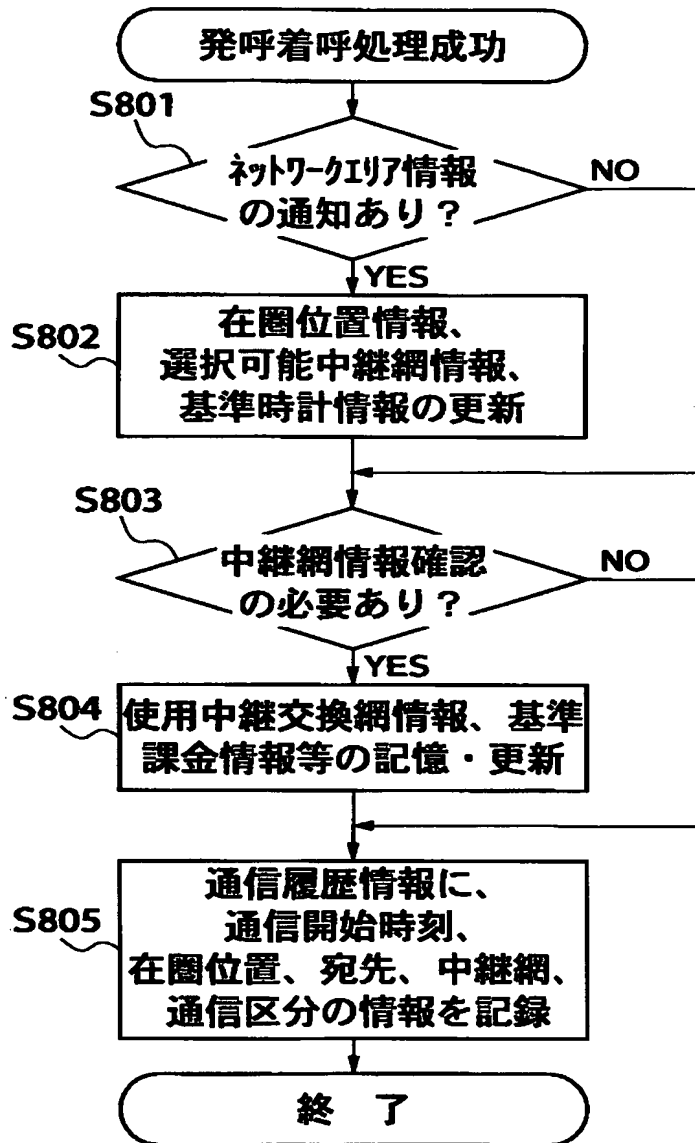 発呼着呼処理成功
S801
ネットワークエリア情報
の通知あり？
NO
YES
S802
在圏位置情報、
選択可能中継網情報、
基準時計情報の更新
S803
中継網情報確認
の必要あり？
NO
YES
S804
使用中継交換網情報、基準
課金情報等の記憶・更新
S805
通信履歴情報に、
通信開始時刻、
在圏位置、宛先、中継網、
通信区分の情報を記録
終 了